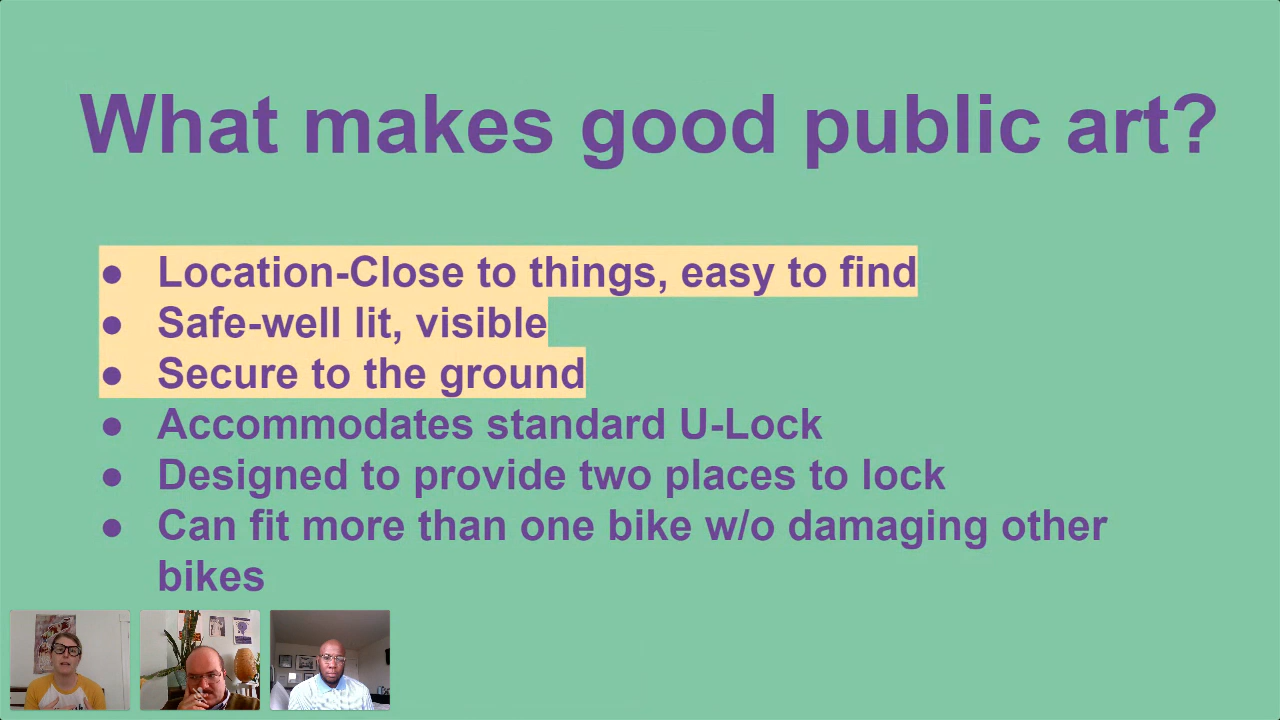 What makes good public art?
● Location-Close to things, easy to find
● Safe-well lit, visible
● Secure to the ground
● Accommodates standard U-Lock
● Designed to provide two places to lock
● Can fit more than one bike w/o damaging other
bikes